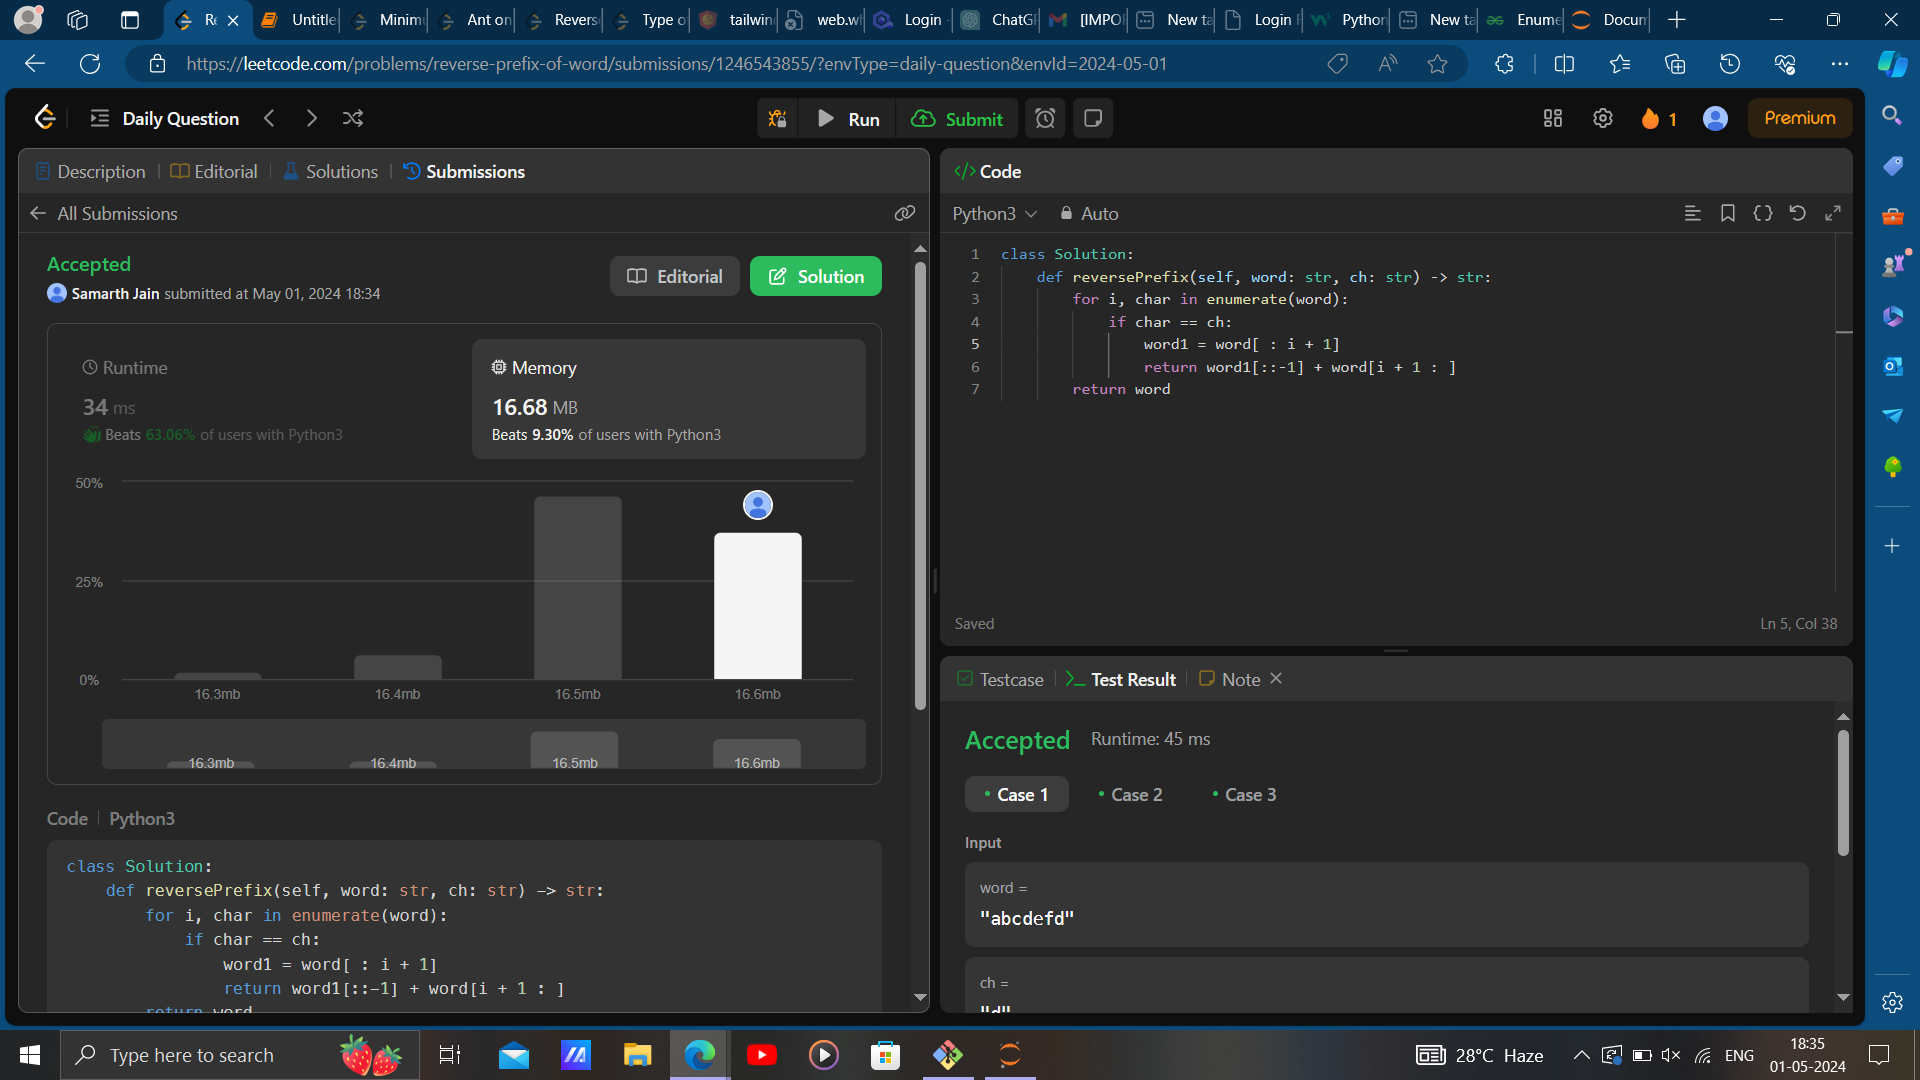 Re
Untitle
Minimu
Ant on
Revers
Type o
tailwin
web.wh
Login -
ChatGP
[IMPO
New ta
Login P
Python
New ta
Enume
Docum
https://leetcode.com/problems/reverse-prefix-of-word/submissions/1246543855/?envType=daily-question&envId=2024-05-01
Daily Question
Run
Submit
1
Premium
Description
Editorial
Solutions
Submissions
All Submissions
Accepted
Samarth Jain submitted at May 01, 2024 18:34
Editorial
Solution
Runtime
34 ms
Beats 63.06% of users with Python3
Memory
16.68 MB
Beats 9.30% of users with Python3
50%
25%
0%
16.3mb
16.4mb
16.5mb
16.6mb
16.3mb
16.4mb
16.5mb
16.6mb
Code
Python3
class Solution:
def reversePrefix(self, word: str, ch: str) -> str:
for i, char in enumerate(word):
if char == ch:
word1 = word[ : i + 1]
return word1[::-1] + word[i + 1 : ]
return word
Code
Python3
Auto
1 class Solution:
2 def reversePrefix(self, word: str, ch: str) -> str:
3 for i, char in enumerate(word):
4 if char == ch:
5 word1 = word[ : i + 1]
6 return word1[::-1] + word[i + 1 : ]
7 return word
Saved
Ln 5, Col 38
Testcase
Test Result
Note
Accepted
Runtime: 45 ms
Case 1
Case 2
Case 3
Input
word =
"abcdefd"
ch =
"d"
Type here to search
28°C Haze
ENG
18:35
01-05-2024